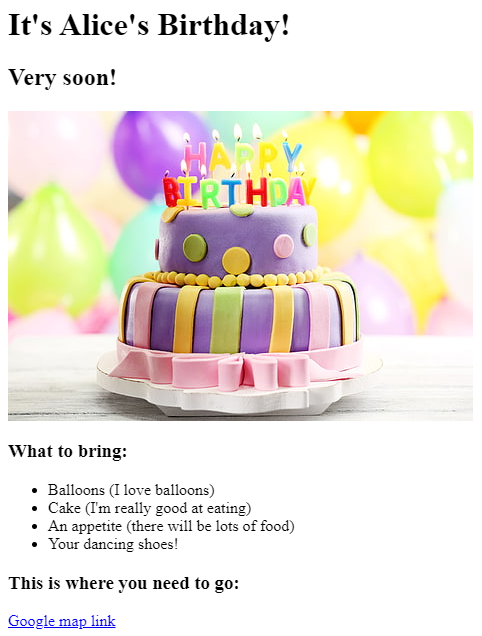 It's Alice's Birthday!
Very soon!
HAPPY
BIRTHDAY
What to bring:
Balloons (I love balloons)
Cake (I'm really good at eating)
An appetite (there will be lots of food)
Your dancing shoes!
This is where you need to go:
Google map link